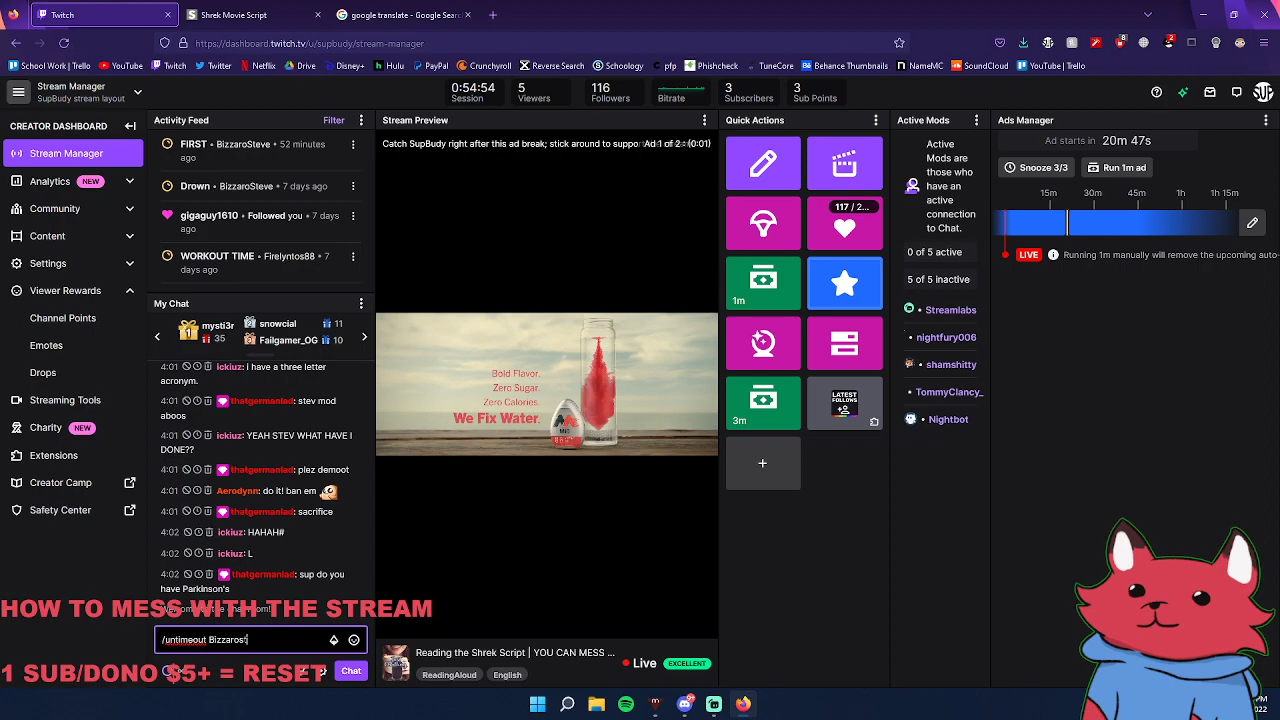 Twitch
Shrek Movie Script
google translate - Google Sear
https://dashboard.twitch.tv/u/supbudy/stream-manager
School Work | Trello
YouTube
Twitch
Twitter
Netflix
Drive
Disney+
Hulu
PayPal
Crunchyroll
Reverse Search
Schoology
pfp
Phishcheck
TuneCore
Behance Thumbnails
NameMC
SoundCloud
YouTube | Trello
Stream Manager
SupBudy stream layout
0:54:54
Session
5
Viewers
116
Followers
Bitrate
3
Subscribers
3
Sub Points
CREATOR DASHBOARD
Stream Manager
Analytics NEW
Community
Content
Settings
Viewer Rewards
Channel Points
Emotes
Drops
Streaming Tools
Charity NEW
Extensions
Creator Camp
Safety Center
Activity Feed
Filter
FIRST • BizzaroSteve • 52 minutes
ago
Drown • BizzaroSteve • 7 days ago
gigaguy1610 • Followed you • 7 days
ago
WORKOUT TIME • Firelyntos88 • 7
days ago
My Chat
1
myst13r
35
snowcial
11
Failgamer_OG
10
ickiuz: i have a three letter
acronym.
4:01 thatgermanlad: stev mod
aboos
4:01 ickiuz: YEAH STEV WHAT HAVE I
DONE??
4:01 thatgermanlad: plez demoot
4:01 Aerodynn: do it! ban em
4:01 thatgermanlad: sacrifice
4:02 ickiuz: HAHAH#
4:02 ickiuz: L
4:02 thatgermanlad: sup do you
have Parkinson's
HOW TO MESS WITH THE STREAM
/untimeout Bizzarost
1 SUB/DONO $5+ = RESET
Chat
Stream Preview
Catch SupBudy right after this ad break; stick around to suppo
Ad 1 of 2 (0:01)
Bold Flavor.
Zero Sugar.
Zero Calories.
We Fix Water.
MiO
Reading the Shrek Script | YOU CAN MESS ...
ReadingAloud
English
Live
EXCELLENT
Quick Actions
117 / 2...
1m
3m
LATEST
FOLLOWS
Active Mods
Active
Mods are
those who
have an
active
connection
to Chat.
0 of 5 active
5 of 5 inactive
Streamlabs
nightfury006
shamshitty
TommyClancy_
Nightbot
Ads Manager
Ad starts in 20m 47s
Snooze 3/3
Run 1m ad
15m
30m
45m
1h
1h 15m
LIVE
Running 1m manually will remove the upcoming auto-
PM
2022